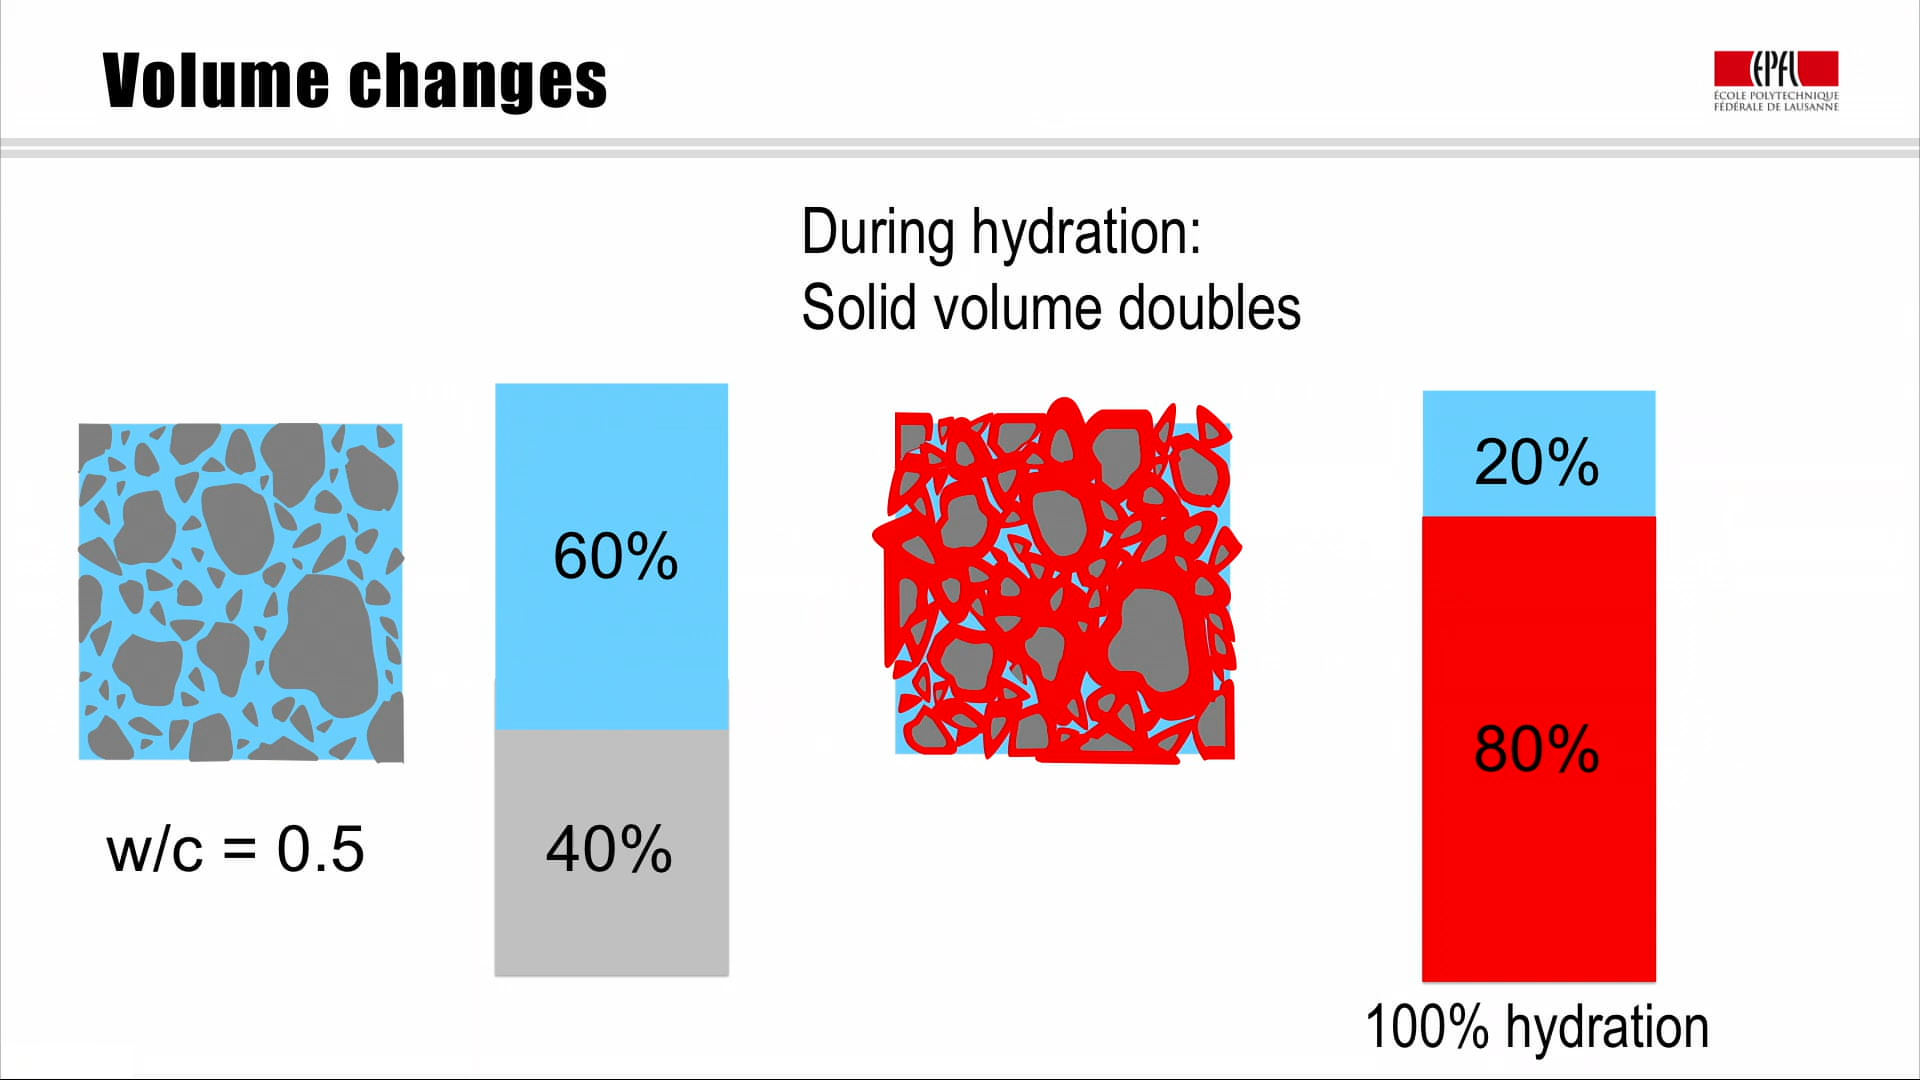 Volume changes
EPFL
ÉCOLE POLYTECHNIQUE
FÉDÉRALE DE LAUSANNE
During hydration:
Solid volume doubles
60%
40%
w/c = 0.5
20%
80%
100% hydration